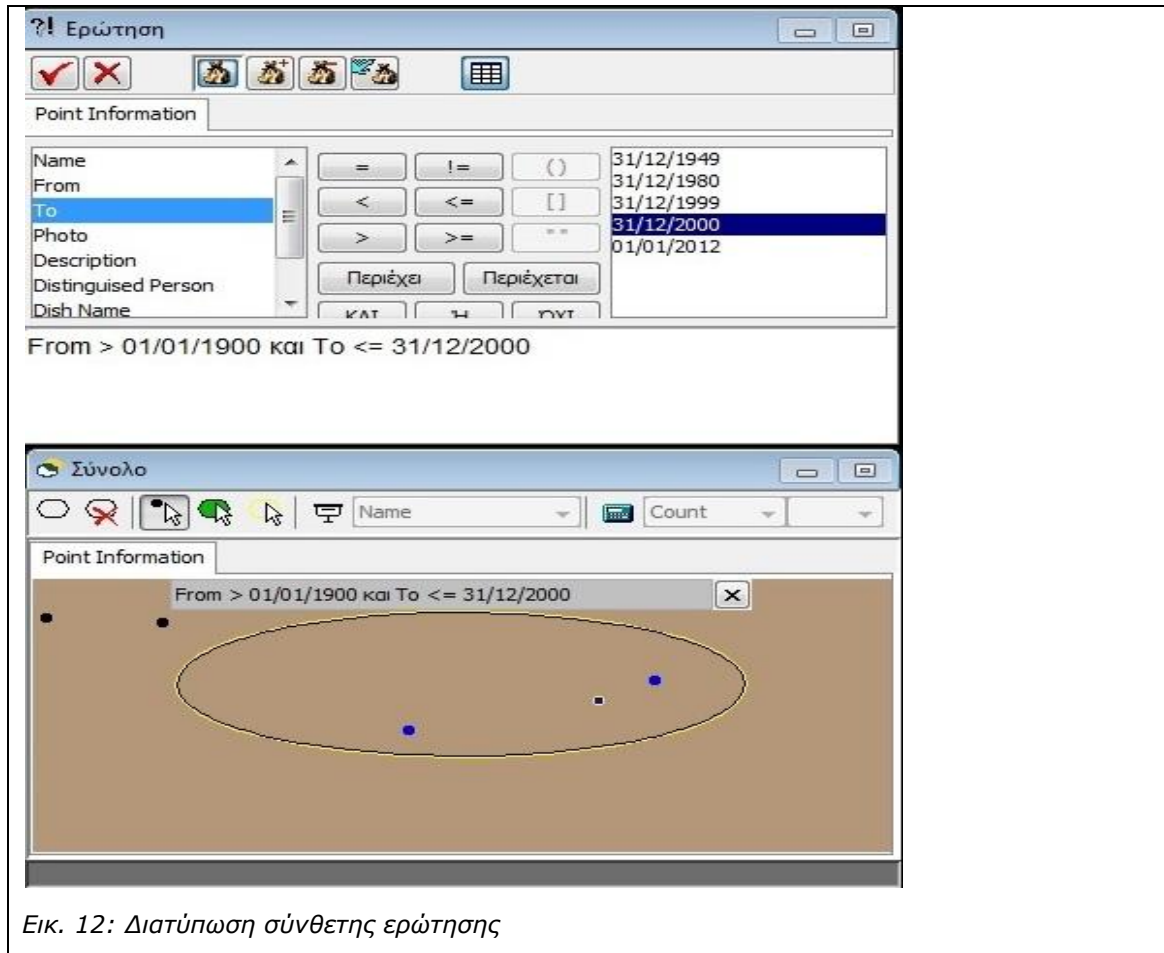 ?! Ερώτηση
Point Information
Name
From
To
Photo
Description
Distinguised Person
Dish Name
= != ()
< <= []
> >= " "
Περιέχει Περιέχεται
ΚΑΙ Ή ΌΧΙ
31/12/1949
31/12/1980
31/12/1999
31/12/2000
01/01/2012
From > 01/01/1900 και To <= 31/12/2000
Σύνολο
Name Count
Point Information
From > 01/01/1900 και To <= 31/12/2000
Εικ. 12: Διατύπωση σύνθετης ερώτησης